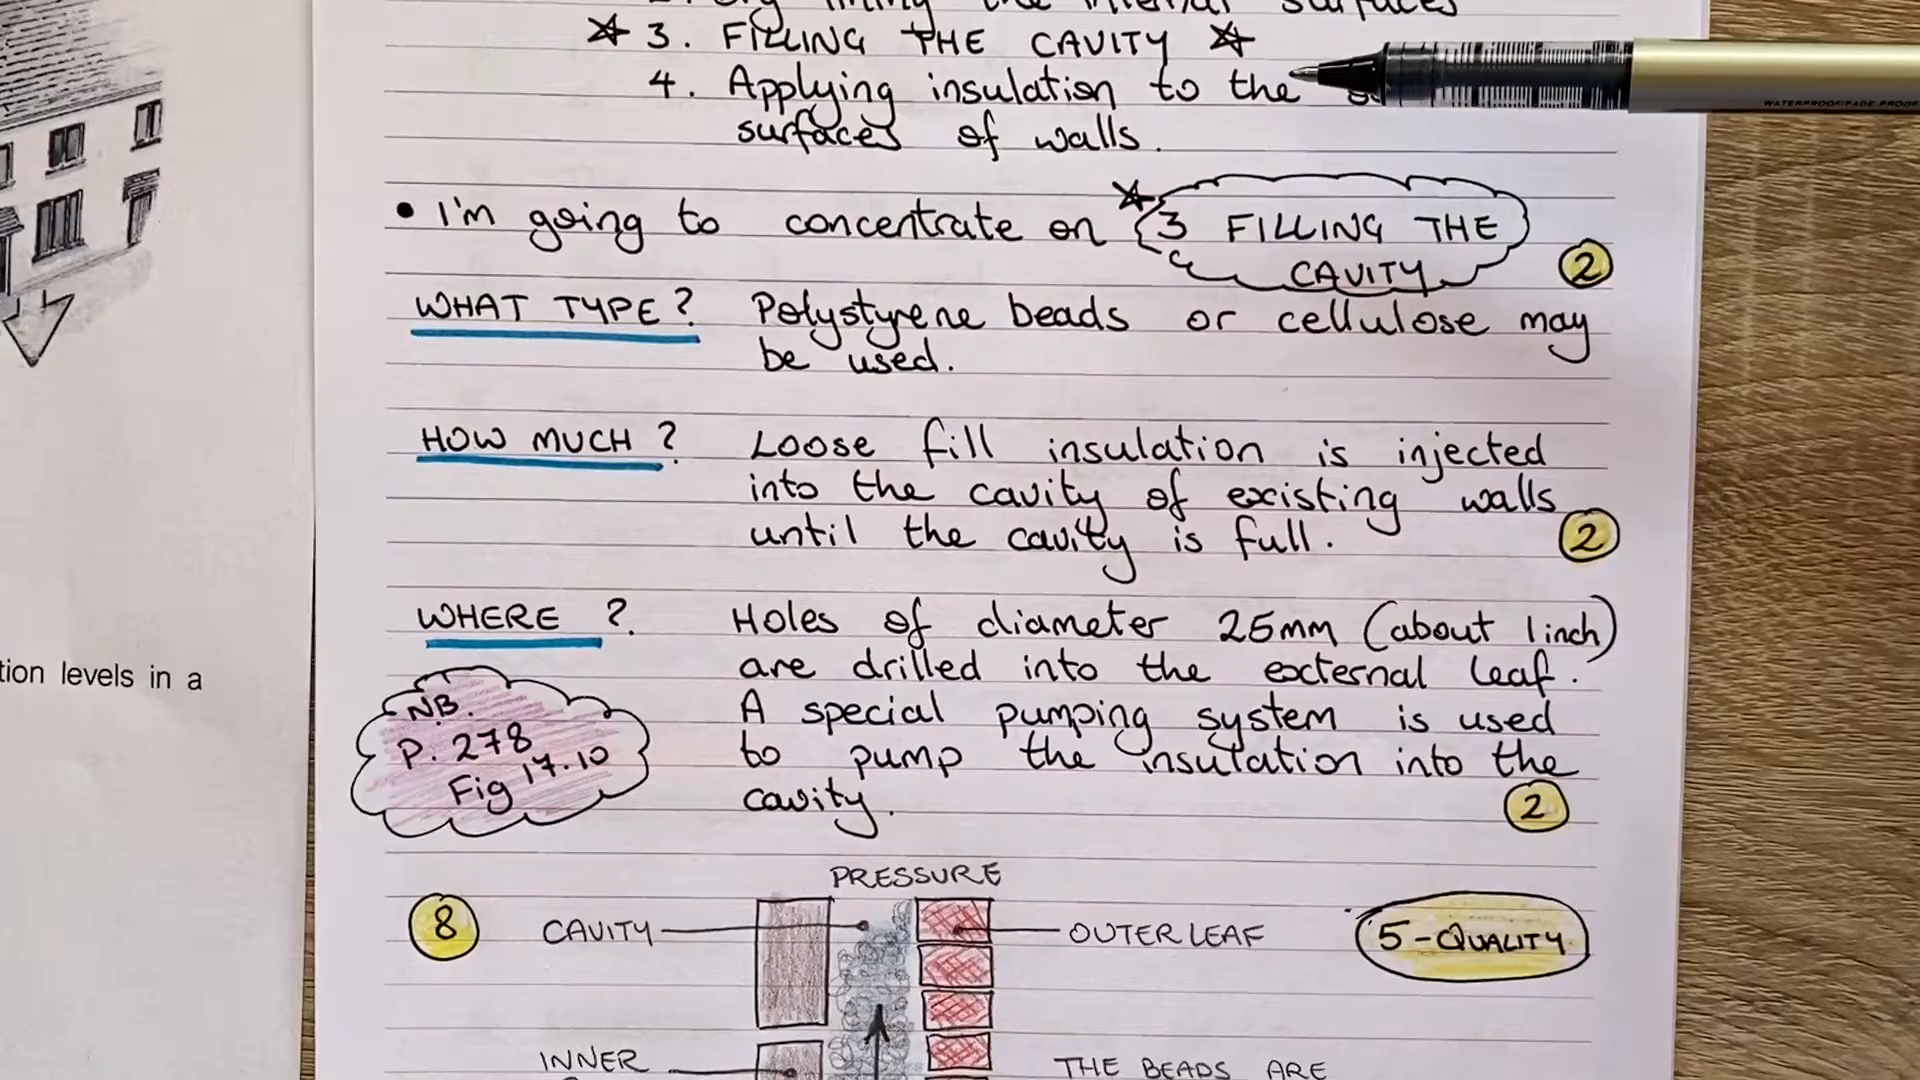 the internal surfaces
☆ 3. FILLING THE CAVITY ☆
4. Applying insulation to the
surfaces of walls.
• I'm going to concentrate on ☆ 3 FILLING THE
CAVITY
2
WHAT TYPE? Polystyrene beads or cellulose may
be used.
HOW MUCH? Loose fill insulation is injected
into the cavity of existing walls
until the cavity is full.
2
WHERE ? Holes of diameter 25mm (about 1 inch)
are drilled into the external leaf.
A special pumping system is used
to pump the insulation into the
cavity.
2
N.B.
P. 278
Fig 17.10
PRESSURE
8
CAVITY
OUTER LEAF
5-QUALITY
INNER
THE BEADS ARE
tion levels in a